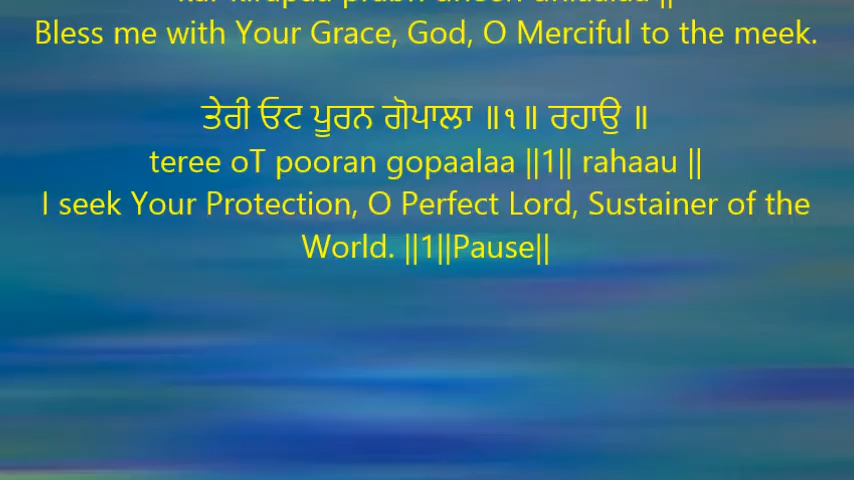 Bless me with Your Grace, God, O Merciful to the meek.
ਤੇਰੀ ਓਟ ਪੂਰਨ ਗੋਪਾਲਾ ॥੧॥ ਰਹਾਉ ॥
teree oT pooran gopaalaa ||1|| rahaau ||
I seek Your Protection, O Perfect Lord, Sustainer of the
World. ||1||Pause||